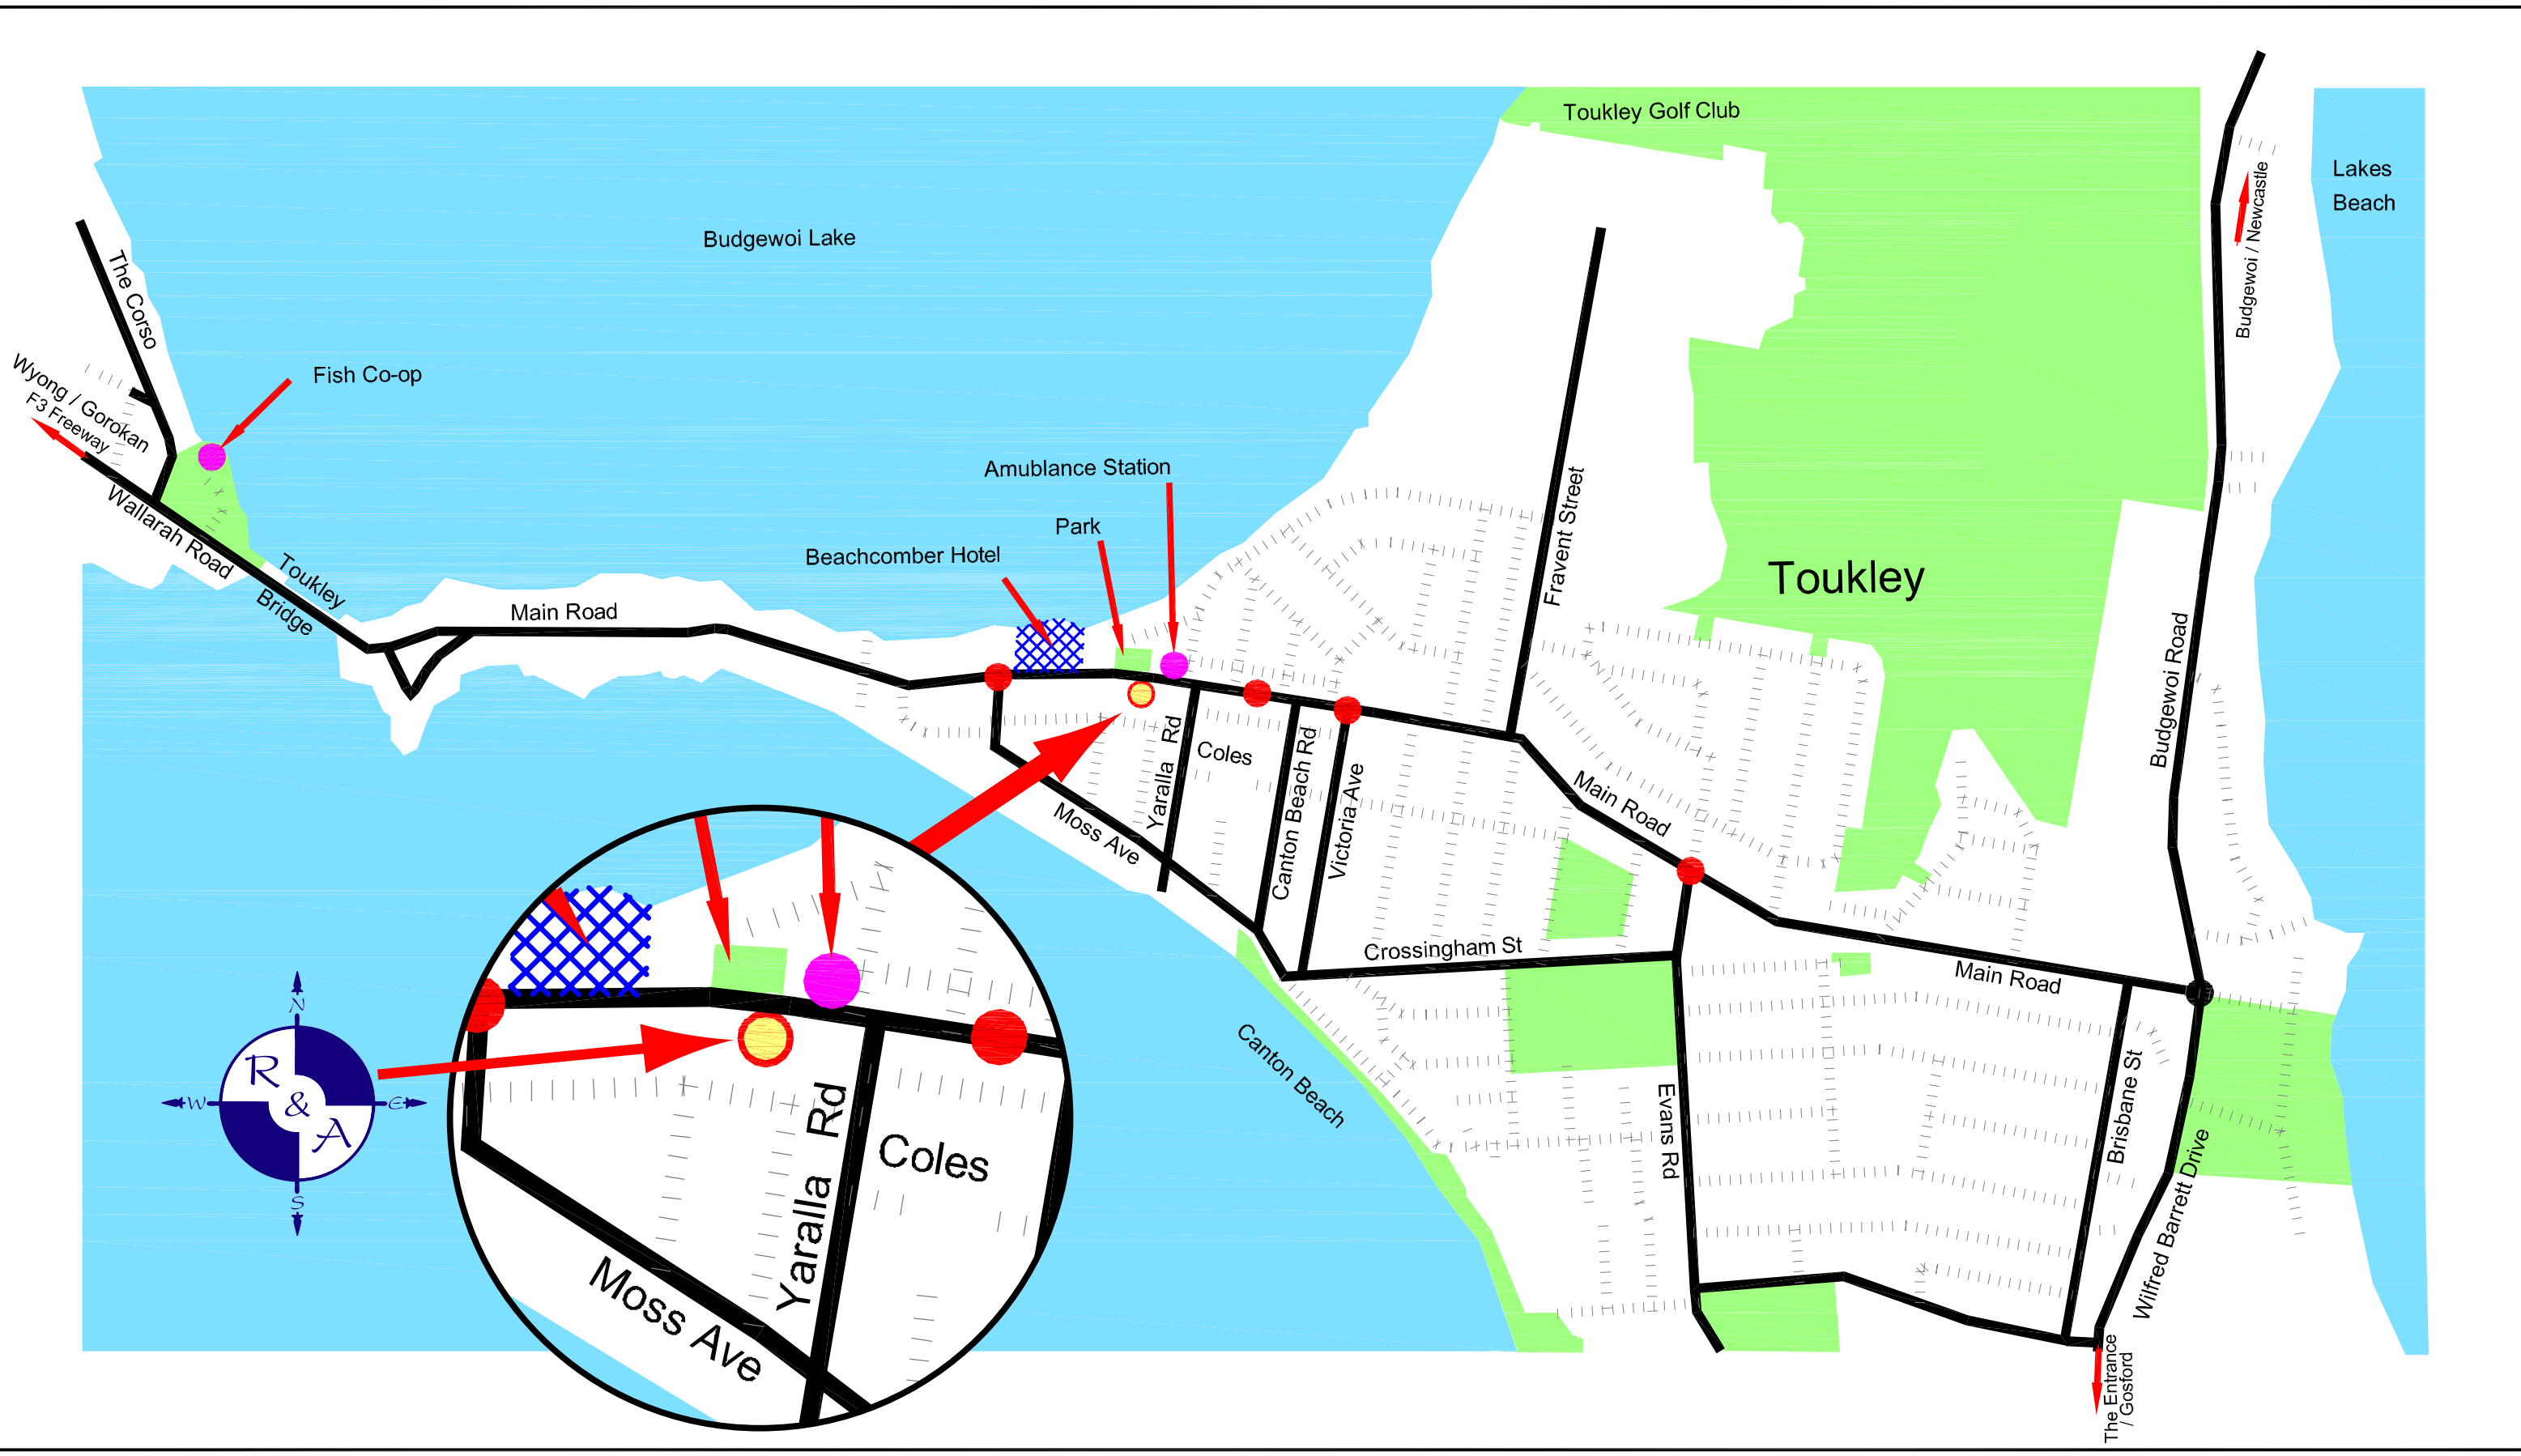 Toukley Golf Club
Lakes
Beach
Budgewoi / Newcastle
Budgewoi Lake
The Corso
Wyong / Gorokan
F3 Freeway
Fish Co-op
Wallarah Road
Toukley
Bridge
Main Road
Amublance Station
Park
Beachcomber Hotel
Fravent Street
Toukley
Budgewoi Road
Yaralla Rd
Coles
Canton Beach Rd
Victoria Ave
Moss Ave
Main Road
Crossingham St
Main Road
Canton Beach
Evans Rd
Brisbane St
Wilfred Barrett Drive
The Entrance
/ Gosford
N
R
W
&
E
A
S
Yaralla Rd
Coles
Moss Ave